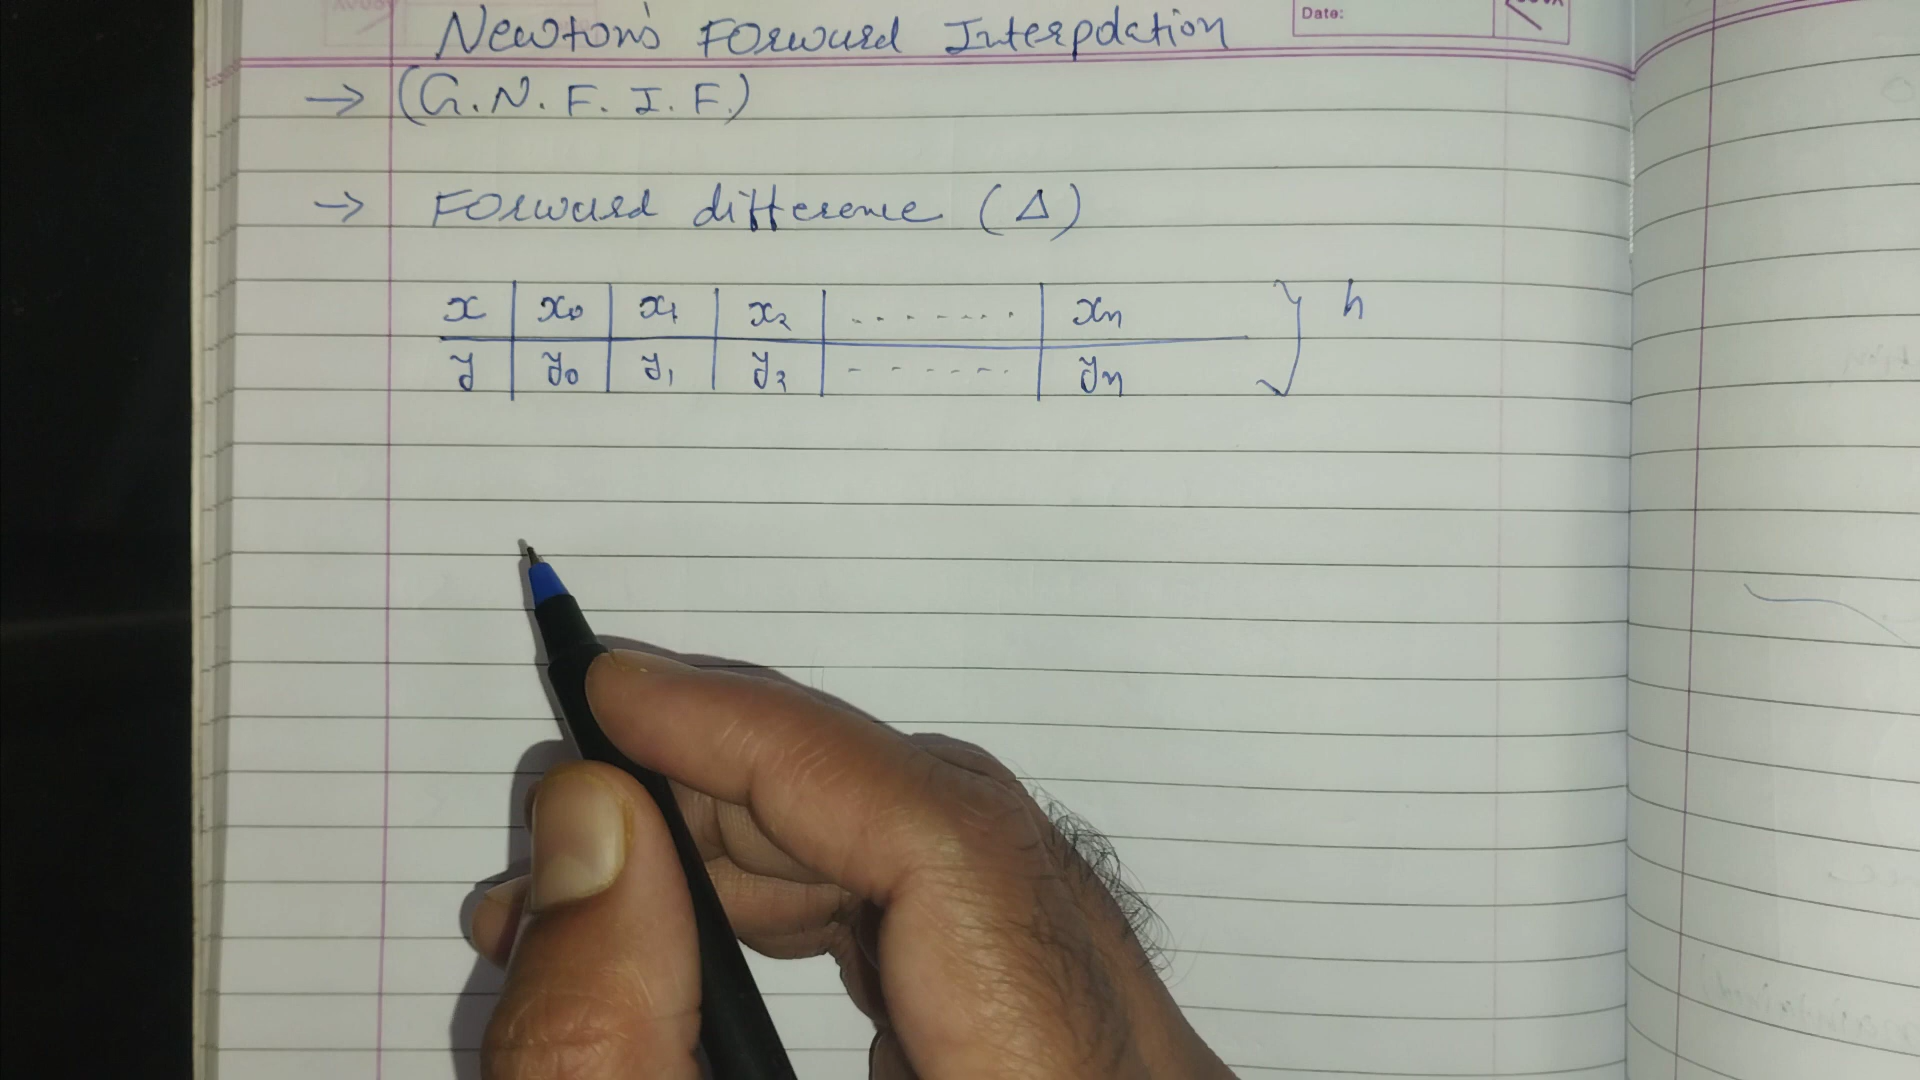 Date:
Newton's Forward Interpolation
→ (G. N. F. I. F.)
→ Forward difference (Δ)
x | x₀ | x₁ | x₂ | ....... | xₙ } h
y | y₀ | y₁ | y₂ | ....... | yₙ